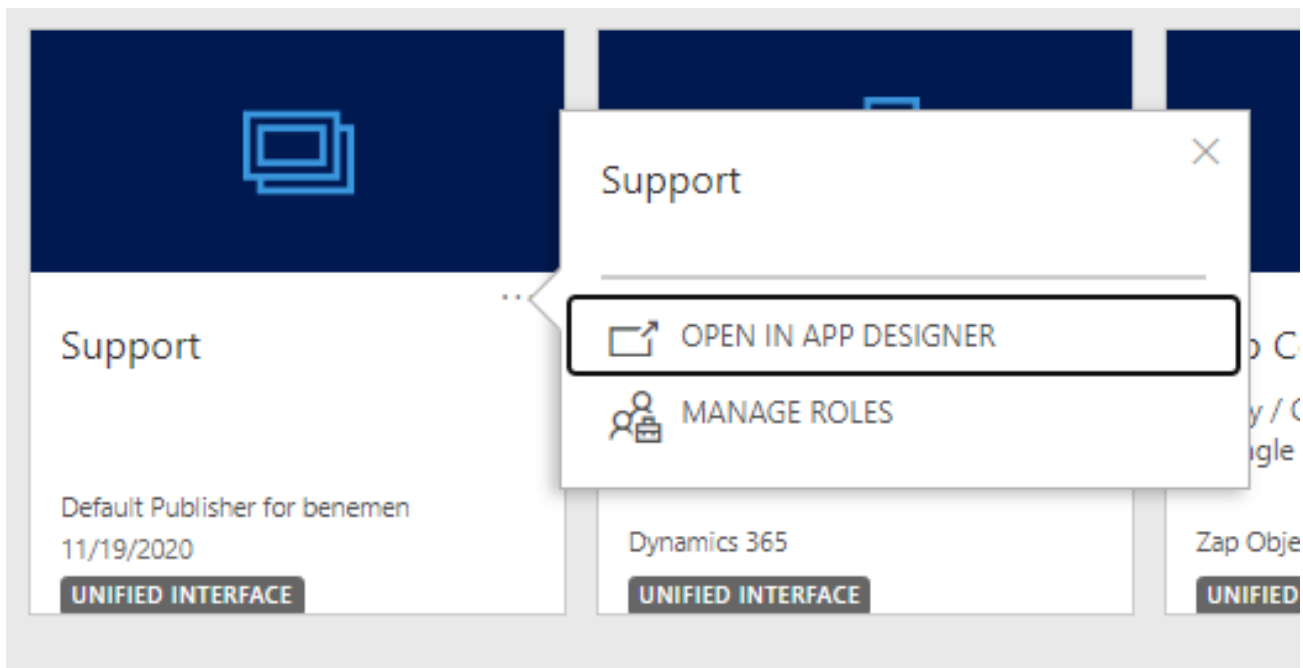 Support
Default Publisher for benemen
11/19/2020
UNIFIED INTERFACE
Support
OPEN IN APP DESIGNER
MANAGE ROLES
Dynamics 365
UNIFIED INTERFACE
y / C
Zap Obje
UNIFIED